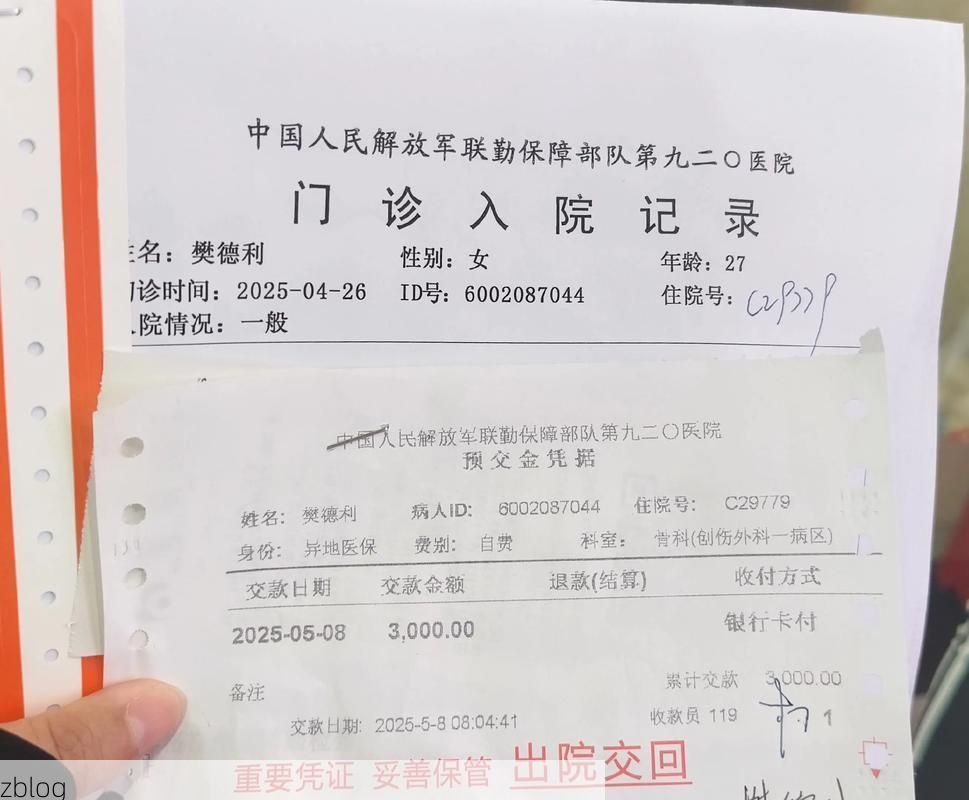 中国人民解放军联勤保障部队第九二〇医院
门诊入院记录
名：樊德利 性别：女 年龄：27
诊时间：2025-04-26 ID号：6002087044 住院号：C29779
院情况：一般
中国人民解放军联勤保障部队第九二〇医院
预交金凭据
姓名：樊德利 病人ID: 6002087044 住院号： C29779
身份： 异地医保 费别： 自费 科室： 骨科(创伤外科一病区)
交款日期 交款金额 退款(结算) 收付方式
2025-05-08 3,000.00 银行卡付
备注 累计交款 3,000.00
交款日期: 2025-5-8 08:04:41 收款员 119 1
重要凭证 妥善保管 出院交回
zblog